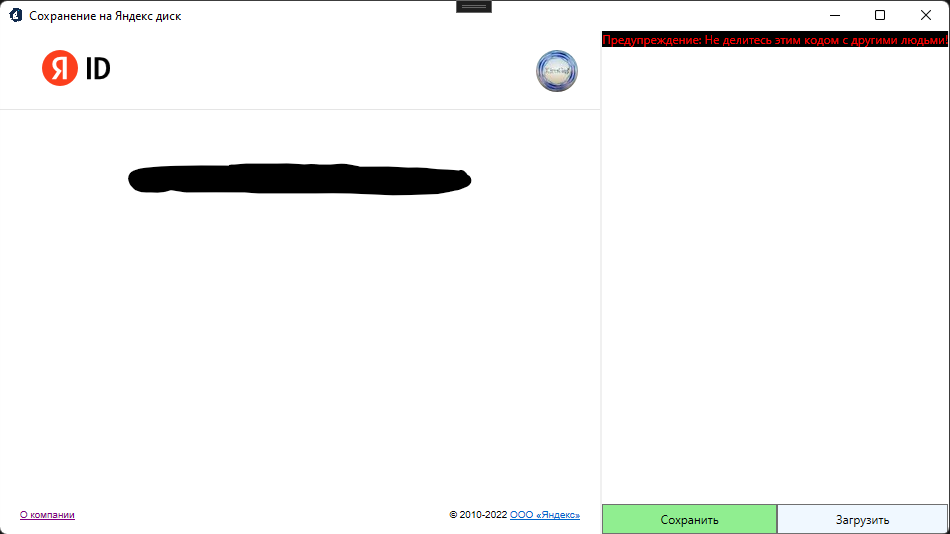 Сохранение на Яндекс диск
Предупреждение: Не делитесь этим кодом с другими людьми!
Я ID
О компании
© 2010-2022 ООО «Яндекс»
Сохранить
Загрузить